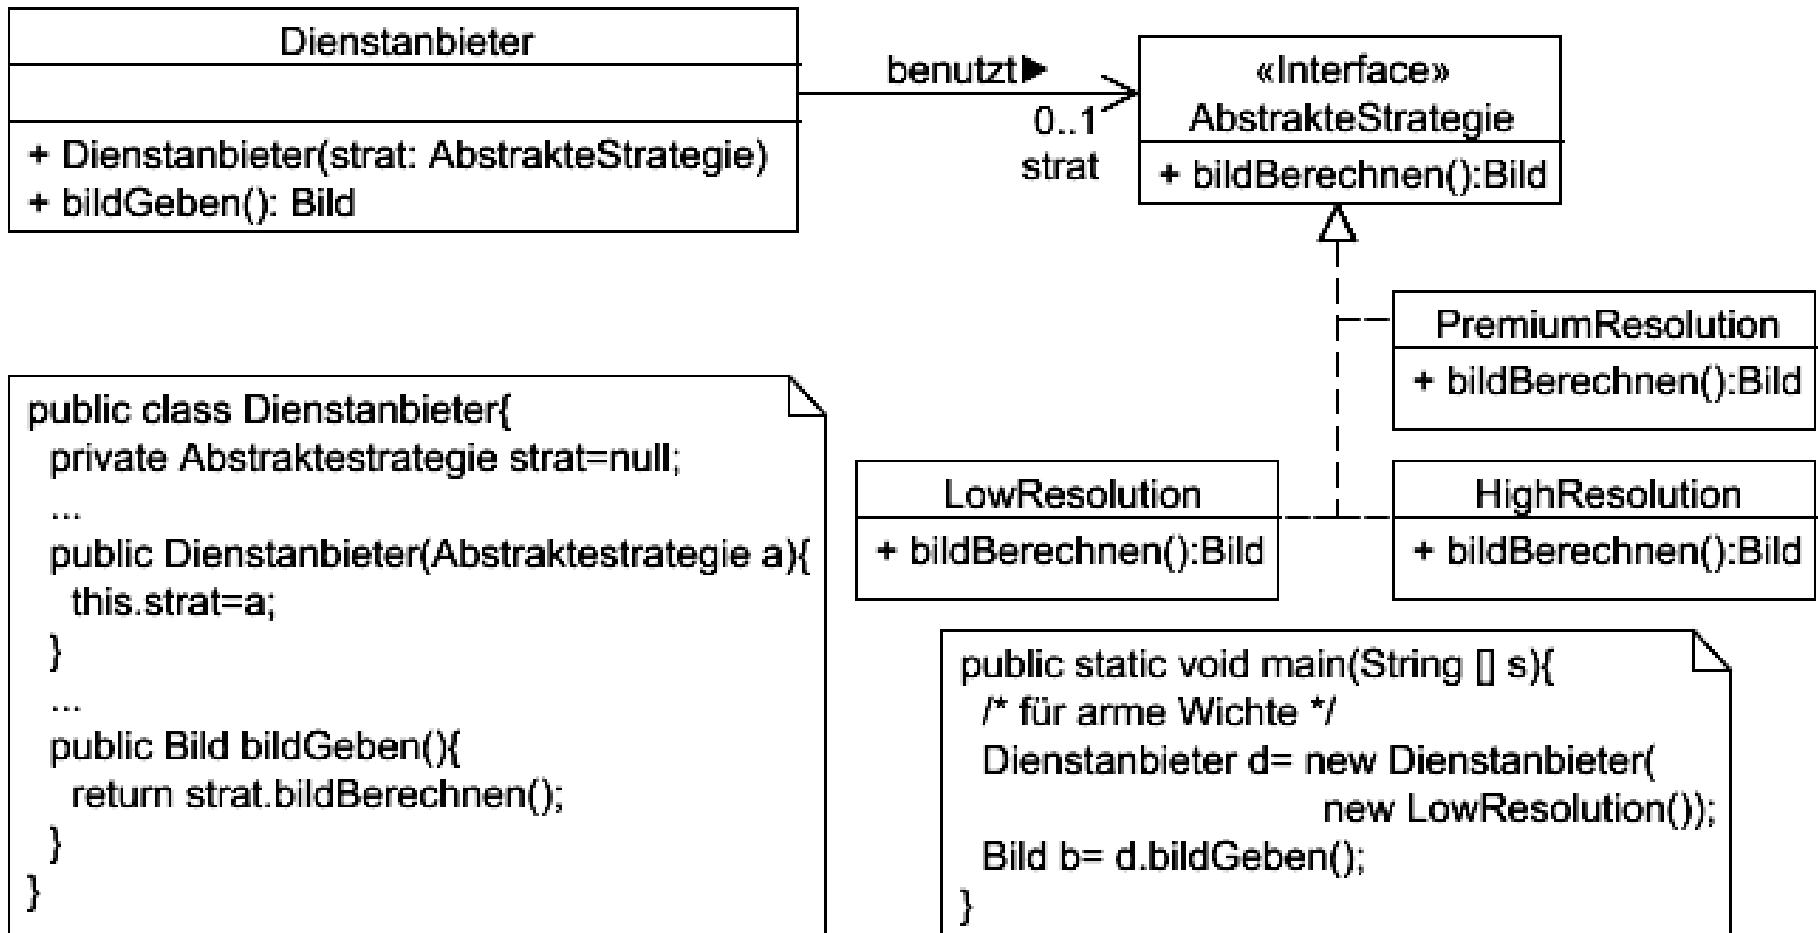 Dienstanbieter
+ Dienstanbieter(strat: AbstrakteStrategie)
+ bildGeben(): Bild
benutzt▶
0..1
strat
«Interface»
AbstrakteStrategie
+ bildBerechnen():Bild
PremiumResolution
+ bildBerechnen():Bild
LowResolution
+ bildBerechnen():Bild
HighResolution
+ bildBerechnen():Bild
public class Dienstanbieter{
private Abstraktestrategie strat=null;
...
public Dienstanbieter(Abstraktestrategie a){
this.strat=a;
}
...
public Bild bildGeben(){
return strat.bildBerechnen();
}
}
public static void main(String [] s){
/* für arme Wichte */
Dienstanbieter d= new Dienstanbieter(
new LowResolution());
Bild b= d.bildGeben();
}